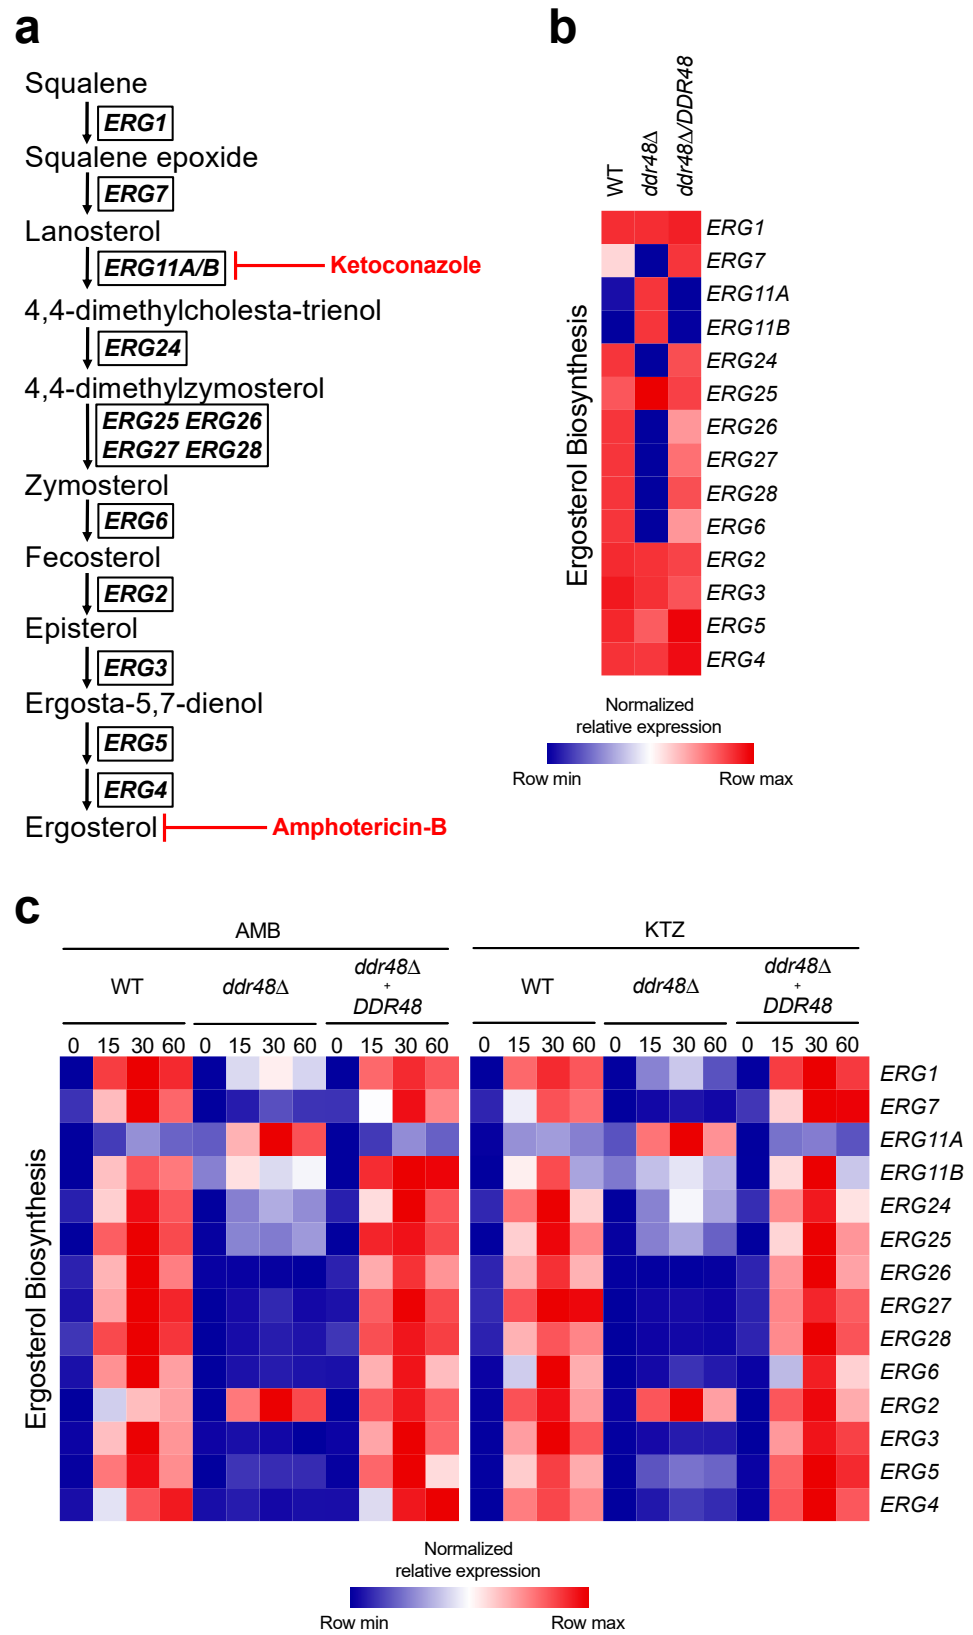 a
Squalene
ERG1
Squalene epoxide
ERG7
Lanosterol
ERG11A/B
Ketoconazole
4,4-dimethylcholesta-trienol
ERG24
4,4-dimethylzymosterol
ERG25 ERG26
ERG27 ERG28
Zymosterol
ERG6
Fecosterol
ERG2
Episterol
ERG3
Ergosta-5,7-dienol
ERG5
ERG4
Ergosterol
Amphotericin-B
b
WT
ddr48Δ
ddr48Δ/DDR48
Ergosterol Biosynthesis
ERG1
ERG7
ERG11A
ERG11B
ERG24
ERG25
ERG26
ERG27
ERG28
ERG6
ERG2
ERG3
ERG5
ERG4
Normalized
relative expression
Row min Row max
c
AMB KTZ
WT ddr48Δ ddr48Δ + DDR48 WT ddr48Δ ddr48Δ + DDR48
0 15 30 60 0 15 30 60 0 15 30 60 0 15 30 60 0 15 30 60 0 15 30 60
Ergosterol Biosynthesis
ERG1
ERG7
ERG11A
ERG11B
ERG24
ERG25
ERG26
ERG27
ERG28
ERG6
ERG2
ERG3
ERG5
ERG4
Normalized
relative expression
Row min Row max